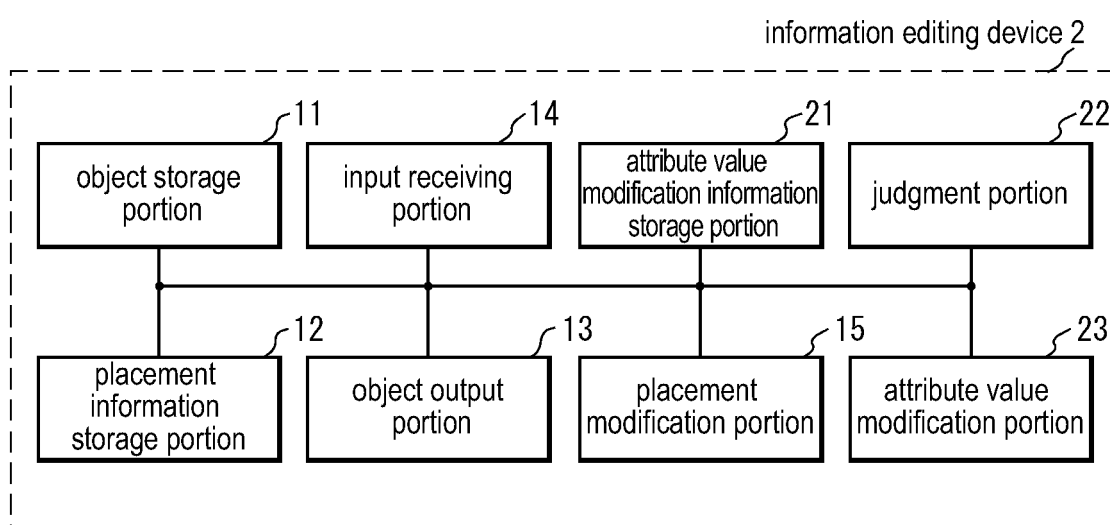 information editing device 2
11
14
21
22
object storage
portion
input receiving
portion
attribute value
modification information
storage portion
judgment portion
12
13
15
23
placement
information
storage portion
object output
portion
placement
modification portion
attribute value
modification portion